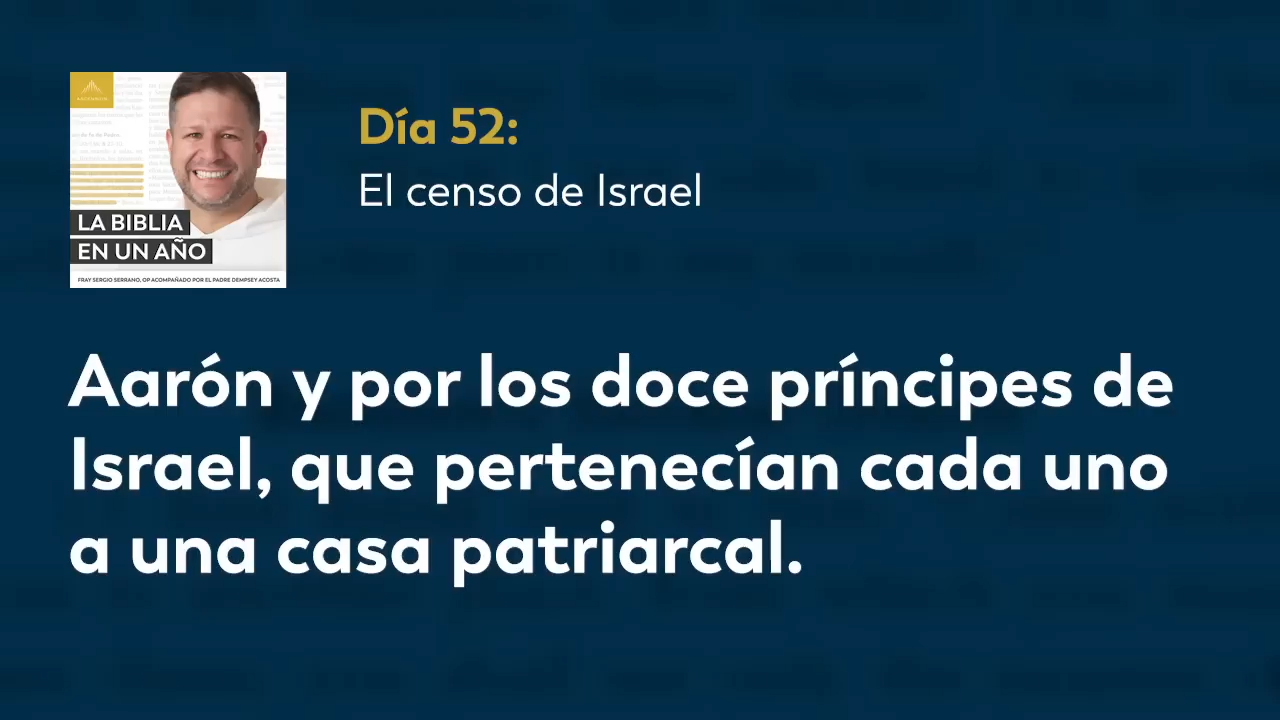 Día 52:
El censo de Israel
ASCENSION
LA BIBLIA
EN UN AÑO
FRAY SERGIO SERRANO, OP ACOMPAÑADO POR EL PADRE DEMPSEY ACOSTA
Aarón y por los doce príncipes de
Israel, que pertenecían cada uno
a una casa patriarcal.